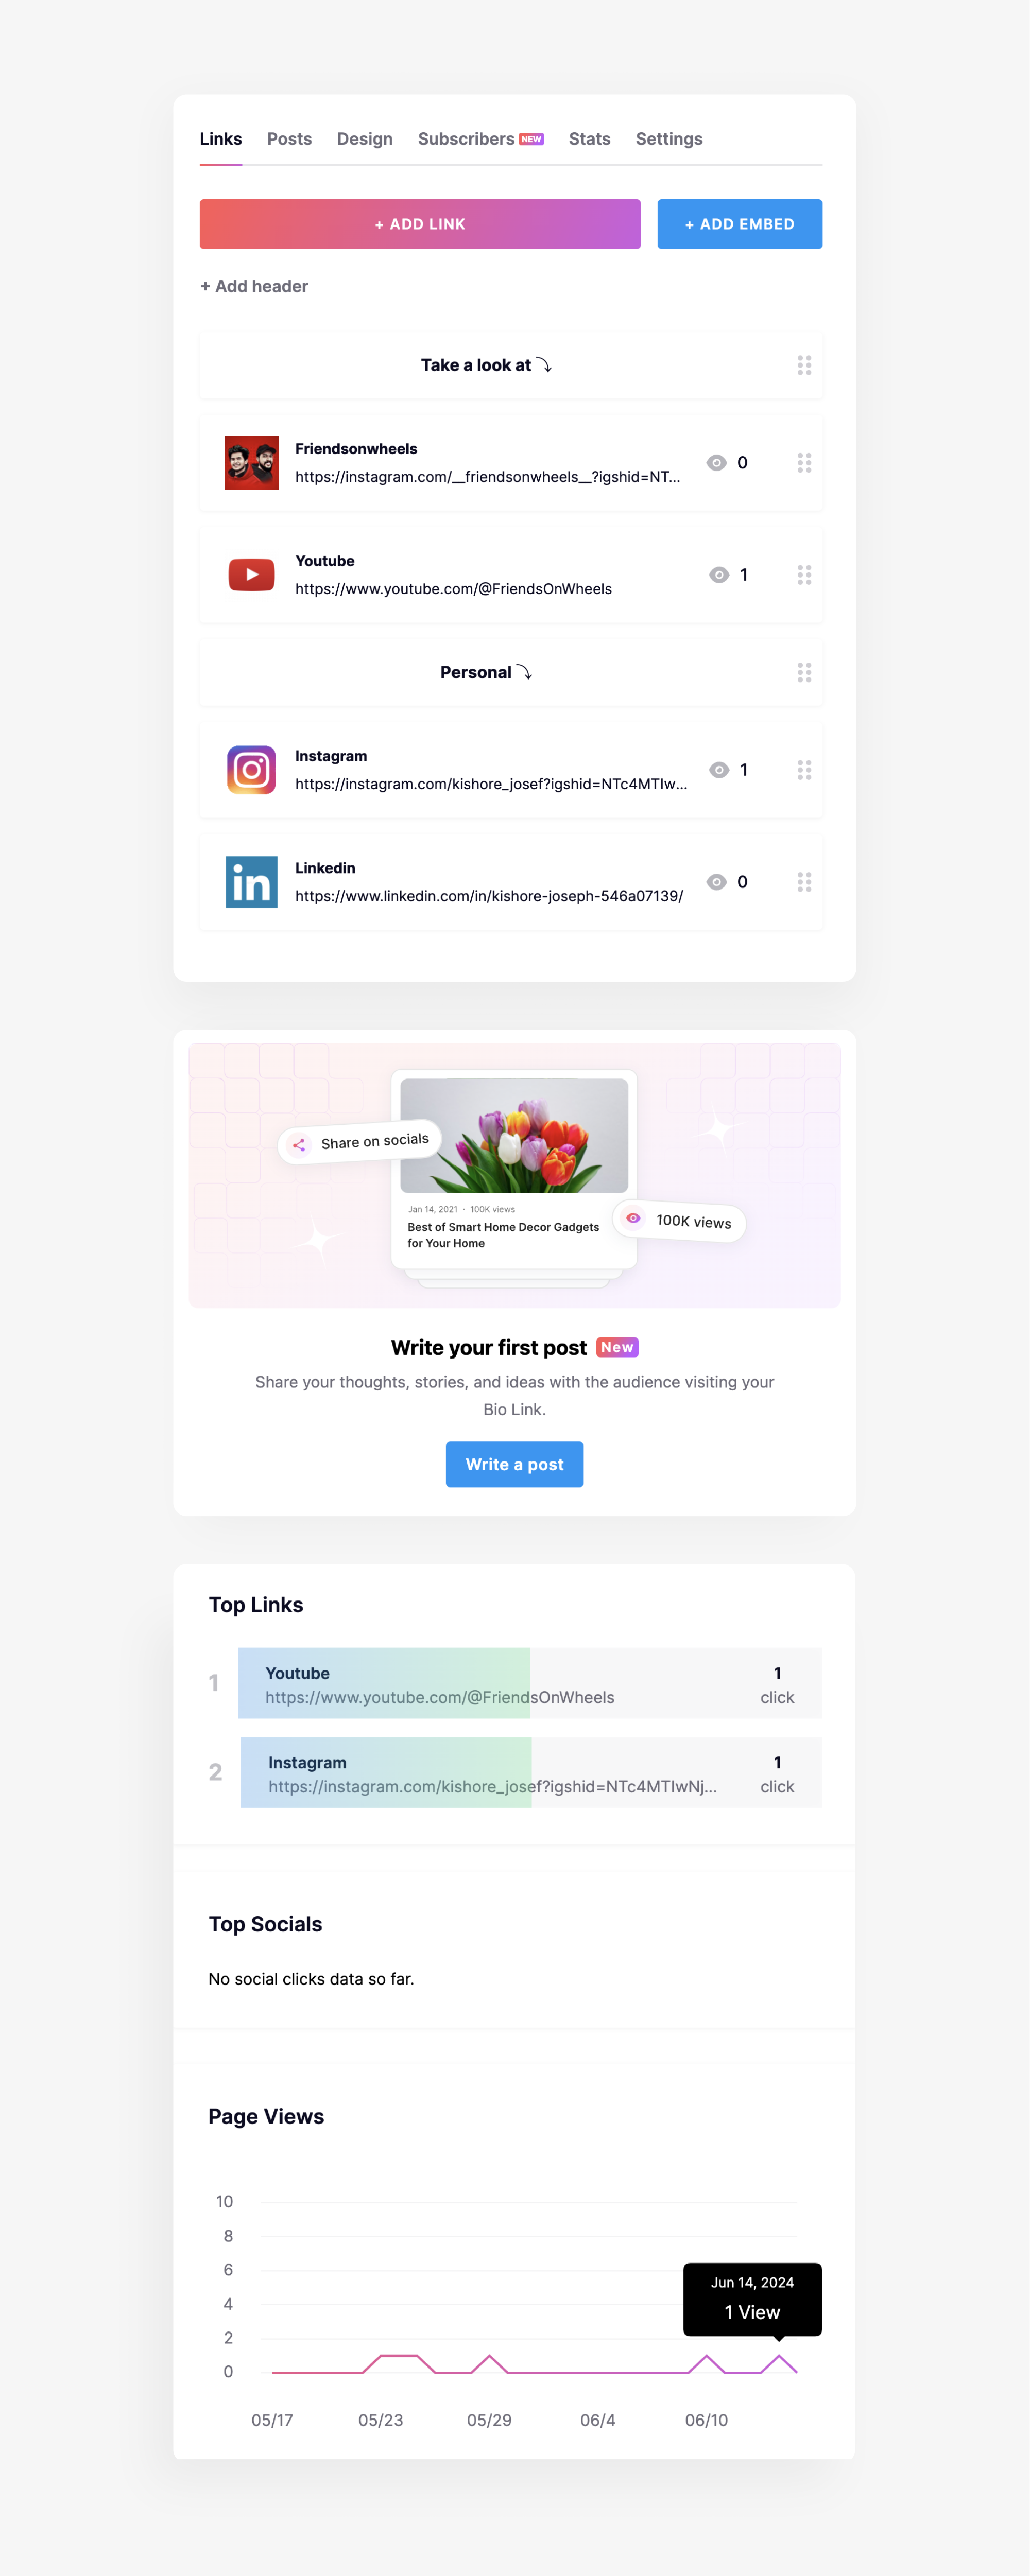 Links Posts Design Subscribers NEW Stats Settings
+ ADD LINK
+ ADD EMBED
+ Add header
Take a look at
Friendsonwheels
https://instagram.com/__friendsonwheels__?igshid=NT...
0
Youtube
https://www.youtube.com/@FriendsOnWheels
1
Personal
Instagram
https://instagram.com/kishore_josef?igshid=NTc4MTIw...
1
Linkedin
https://www.linkedin.com/in/kishore-joseph-546a07139/
0
Share on socials
Jan 14, 2021 • 100K views
Best of Smart Home Decor Gadgets
for Your Home
100K views
Write your first post New
Share your thoughts, stories, and ideas with the audience visiting your
Bio Link.
Write a post
Top Links
1
Youtube
https://www.youtube.com/@FriendsOnWheels
1
click
2
Instagram
https://instagram.com/kishore_josef?igshid=NTc4MTIwNj...
1
click
Top Socials
No social clicks data so far.
Page Views
10
8
6
4
2
0
Jun 14, 2024
1 View
05/17 05/23 05/29 06/4 06/10